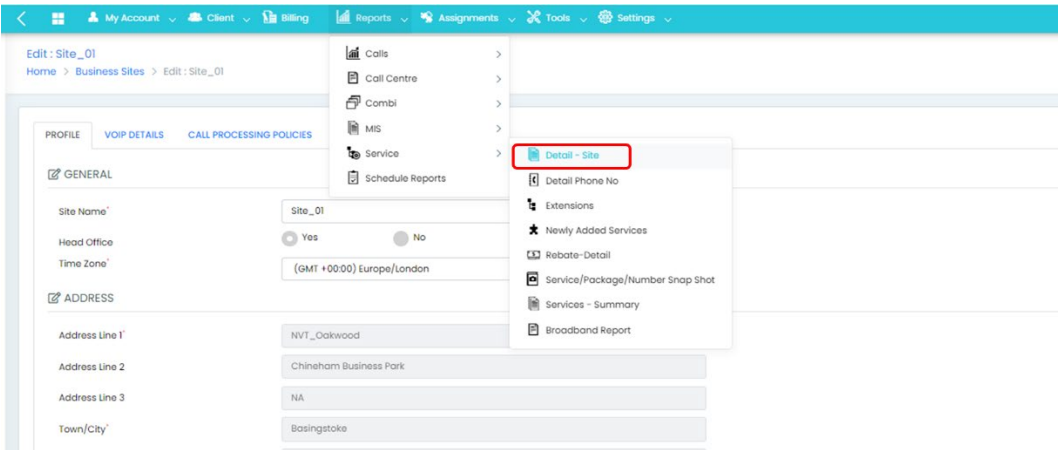 My Account Client Billing Reports Assignments Tools Settings
Edit : Site_01
Home > Business Sites > Edit : Site_01
Calls
Call Centre
Combi
MIS
Service
Schedule Reports
Detail - Site
Detail Phone No
Extensions
Newly Added Services
Rebate-Detail
Service/Package/Number Snap Shot
Services - Summary
Broadband Report
PROFILE VOIP DETAILS CALL PROCESSING POLICIES
GENERAL
Site Name* Site_01
Head Office Yes No
Time Zone* (GMT +00:00) Europe/London
ADDRESS
Address Line 1* NVT_Oakwood
Address Line 2 Chineham Business Park
Address Line 3 NA
Town/City* Basingstoke